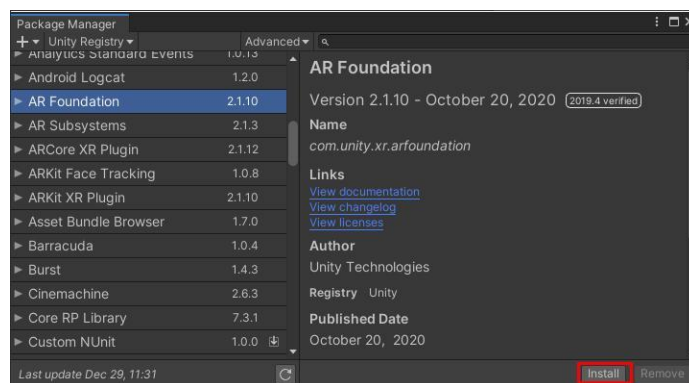 Package Manager
+ Unity Registry Advanced
Analytics Standard Events 1.0.13
Android Logcat 1.2.0
AR Foundation 2.1.10
AR Subsystems 2.1.3
ARCore XR Plugin 2.1.12
ARKit Face Tracking 1.0.8
ARKit XR Plugin 2.1.10
Asset Bundle Browser 1.7.0
Barracuda 1.0.4
Burst 1.4.3
Cinemachine 2.6.3
Core RP Library 7.3.1
Custom NUnit 1.0.0
Last update Dec 29, 11:31
AR Foundation
Version 2.1.10 - October 20, 2020 2019.4 verified
Name
com.unity.xr.arfoundation
Links
View documentation
View changelog
View licenses
Author
Unity Technologies
Registry Unity
Published Date
October 20, 2020
Install Remove